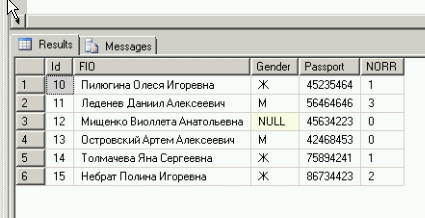 Results Messages
Id FIO Gender Passport NORR
1 10 Пилюгина Олеся Игоревна Ж 45235464 1
2 11 Леденев Даниил Алексеевич М 56464646 3
3 12 Мищенко Виоллета Анатольевна NULL 45634223 0
4 13 Островский Артем Алексеевич М 42468453 0
5 14 Толмачева Яна Сергеевна Ж 75894241 1
6 15 Небрат Полина Игоревна Ж 86734423 2